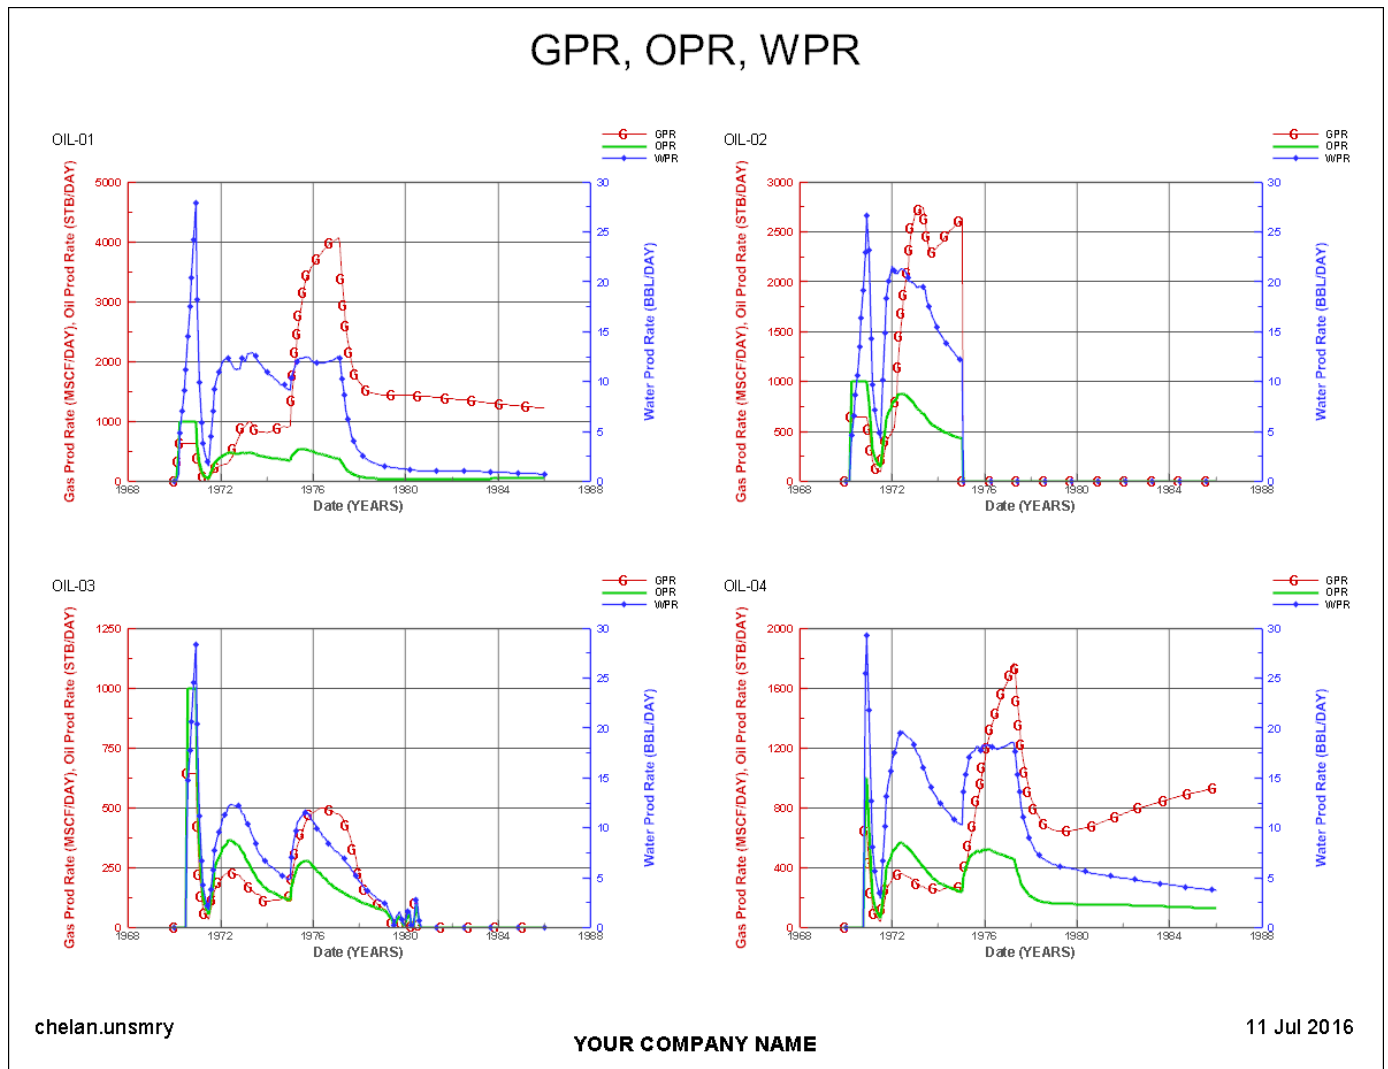 GPR, OPR, WPR
OIL-01
G GPR
OPR
WPR
Gas Prod Rate (MSCF/DAY), Oil Prod Rate (STB/DAY)
5000
4000
3000
2000
1000
0
30
25
20
15
10
5
0
Water Prod Rate (BBL/DAY)
1968 1972 1976 1980 1984 1988
Date (YEARS)
OIL-02
G GPR
OPR
WPR
Gas Prod Rate (MSCF/DAY), Oil Prod Rate (STB/DAY)
3000
2500
2000
1500
1000
500
0
30
25
20
15
10
5
0
Water Prod Rate (BBL/DAY)
1968 1972 1976 1980 1984 1988
Date (YEARS)
OIL-03
G GPR
OPR
WPR
Gas Prod Rate (MSCF/DAY), Oil Prod Rate (STB/DAY)
1250
1000
750
500
250
0
30
25
20
15
10
5
0
Water Prod Rate (BBL/DAY)
1968 1972 1976 1980 1984 1988
Date (YEARS)
OIL-04
G GPR
OPR
WPR
Gas Prod Rate (MSCF/DAY), Oil Prod Rate (STB/DAY)
2000
1600
1200
800
400
0
30
25
20
15
10
5
0
Water Prod Rate (BBL/DAY)
1968 1972 1976 1980 1984 1988
Date (YEARS)
chelan.unsmry
YOUR COMPANY NAME
11 Jul 2016